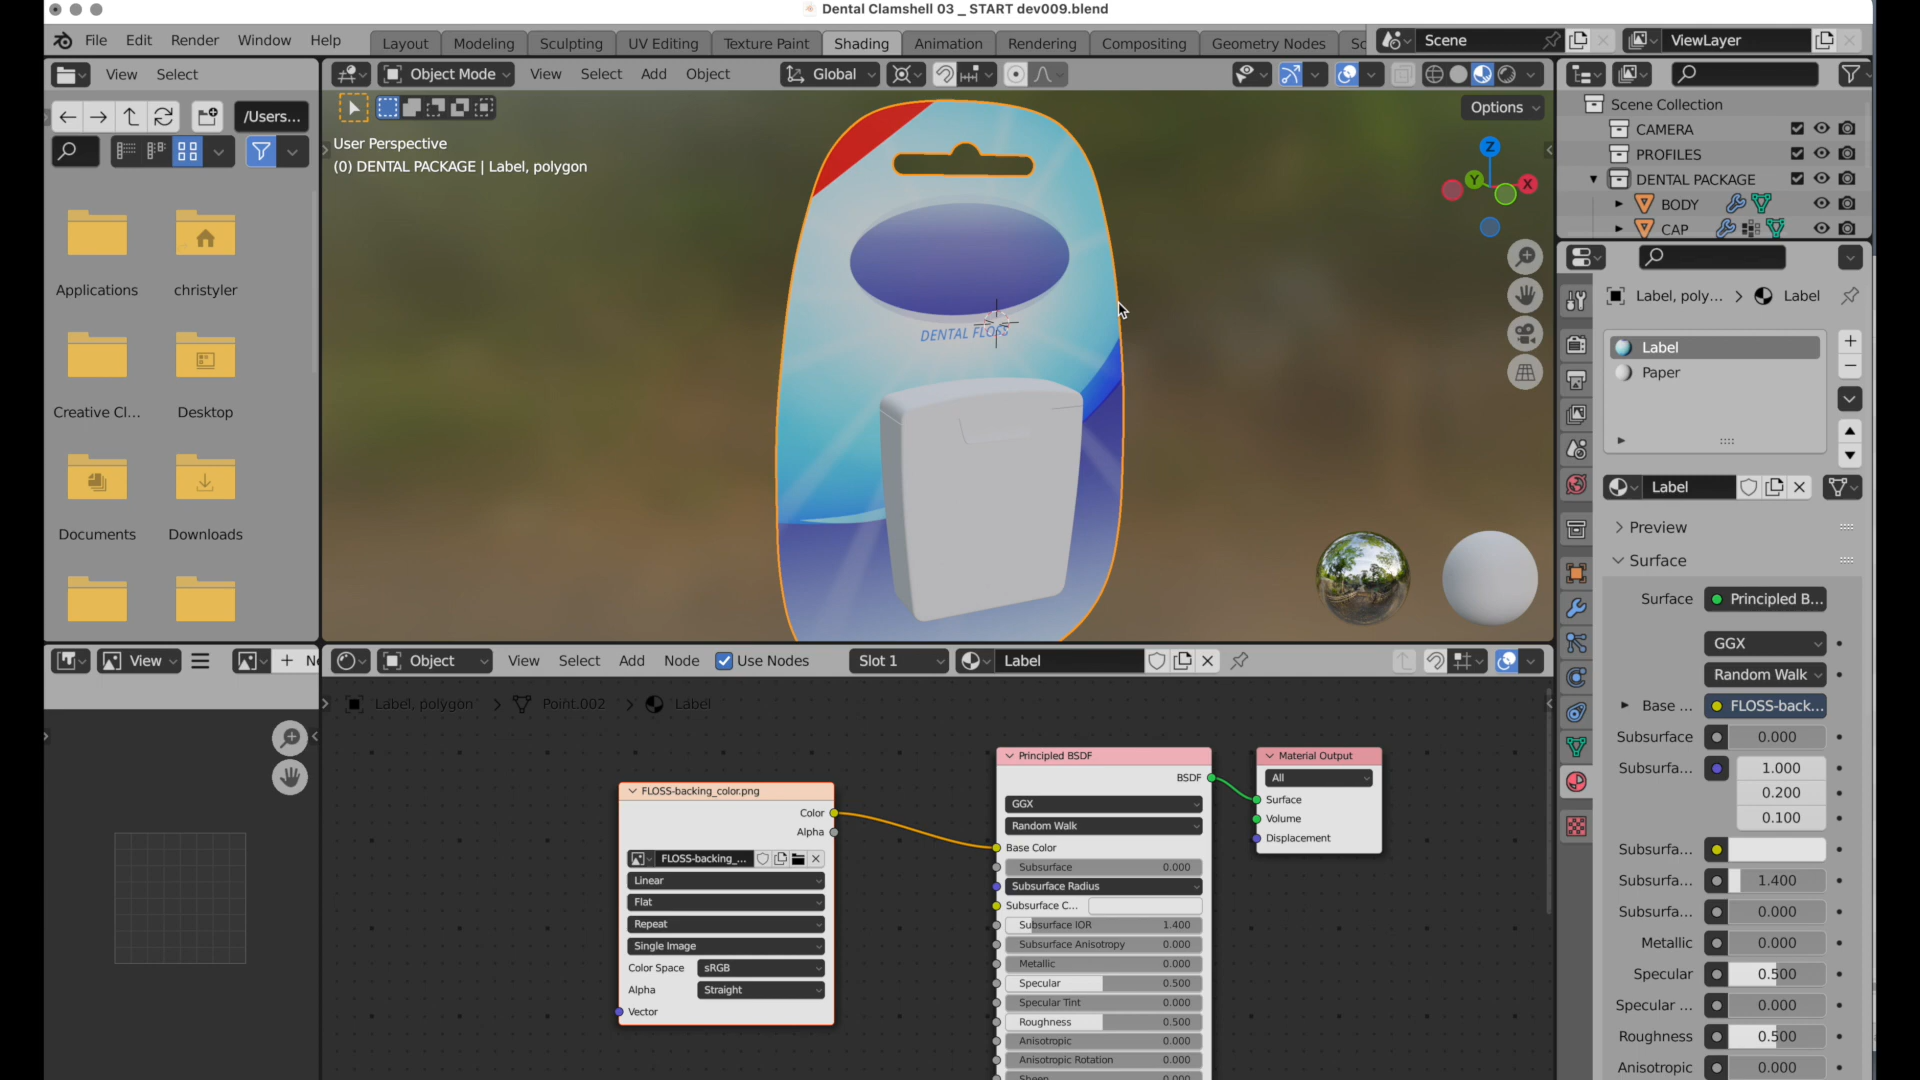 Dental Clamshell 03 _ START dev009.blend
File Edit Render Window Help Layout Modeling Sculpting UV Editing Texture Paint Shading Animation Rendering Compositing Geometry Nodes Sc Scene ViewLayer
View Select
Object Mode View Select Add Object Global
/Users...
Options
User Perspective
(0) DENTAL PACKAGE | Label, polygon
Z
Y
X
Scene Collection
CAMERA
PROFILES
DENTAL PACKAGE
BODY
CAP
Applications christyler
Creative Cl... Desktop
Documents Downloads
DENTAL FLOSS
Label, poly... > Label
Label
Paper
Label
Preview
Surface
Surface Principled B...
GGX
Random Walk
Base ... FLOSS-back...
Subsurface 0.000
Subsurfa... 1.000
0.200
0.100
Subsurfa...
Subsurfa... 1.400
Subsurfa... 0.000
Metallic 0.000
Specular 0.500
Specular ... 0.000
Roughness 0.500
Anisotropic 0.000
View
Object View Select Add Node Use Nodes Slot 1 Label
Label, polygon > Point.002 > Label
FLOSS-backing_color.png
Color
Alpha
FLOSS-backing_...
Linear
Flat
Repeat
Single Image
Color Space sRGB
Alpha Straight
Vector
Principled BSDF
BSDF
GGX
Random Walk
Base Color
Subsurface 0.000
Subsurface Radius
Subsurface C...
Subsurface IOR 1.400
Subsurface Anisotropy 0.000
Metallic 0.000
Specular 0.500
Specular Tint 0.000
Roughness 0.500
Anisotropic 0.000
Anisotropic Rotation 0.000
Sheen 0.000
Material Output
All
Surface
Volume
Displacement